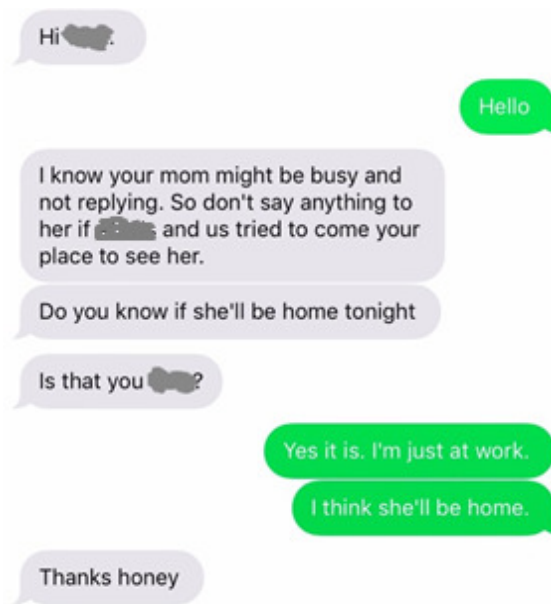 Hi
Hello
I know your mom might be busy and
not replying. So don't say anything to
her if and us tried to come your
place to see her.
Do you know if she'll be home tonight
Is that you ?
Yes it is. I'm just at work.
I think she'll be home.
Thanks honey